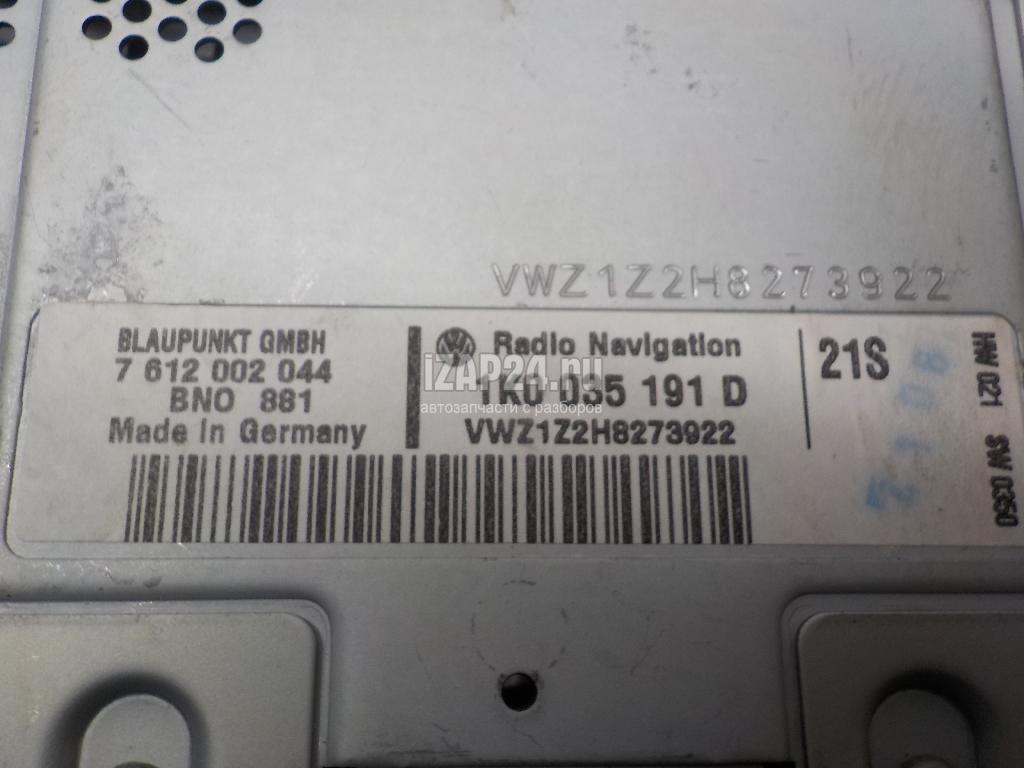 VWZ1Z2H8273922
BLAUPUNKT GMBH
7 612 002 044
BNO 881
Made in Germany
Radio Navigation
1K0 035 191 D
VWZ1Z2H8273922
21S
HW 021 SW 0350
iZAP24.ru
автозапчасти с разборов